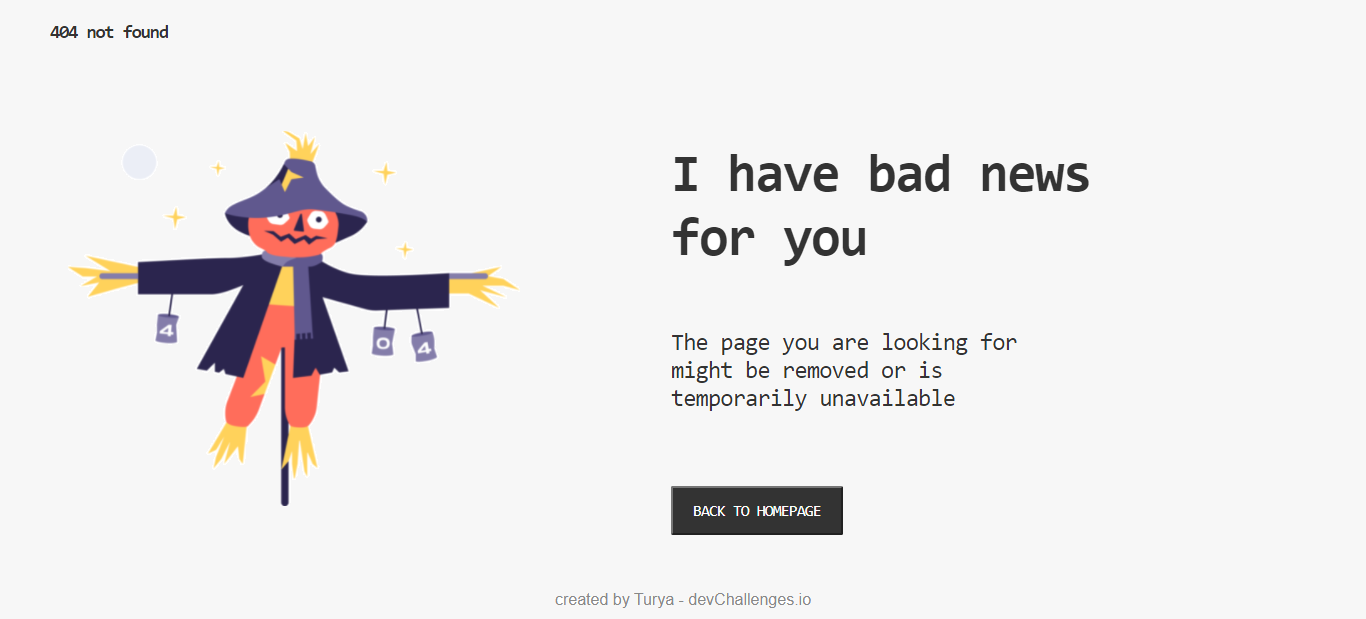 404 not found
I have bad news
for you
4
0
4
The page you are looking for
might be removed or is
temporarily unavailable
BACK TO HOMEPAGE
created by Turya - devChallenges.io